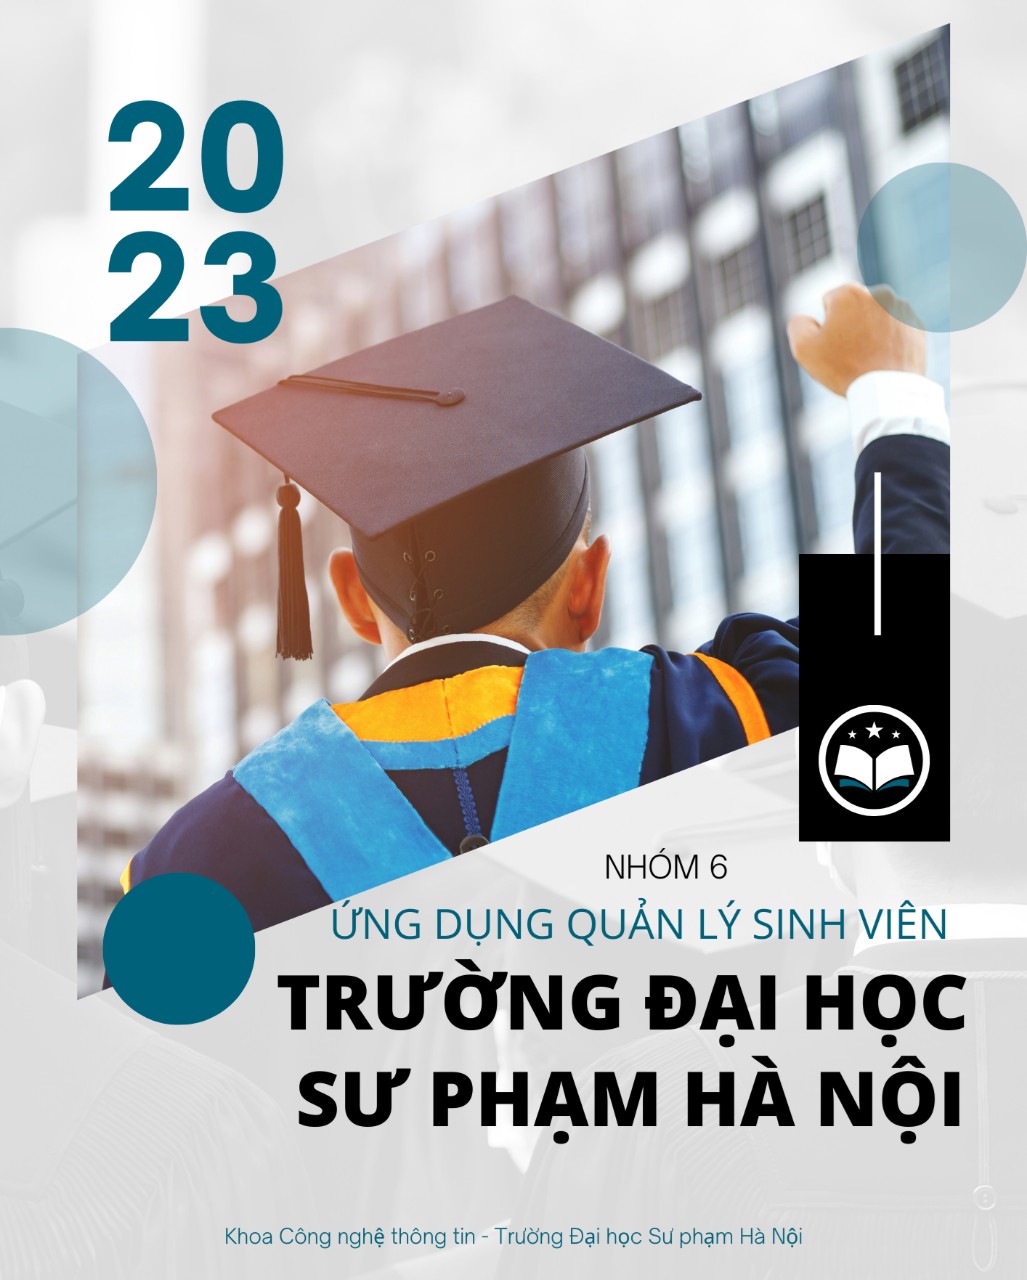 20
23
NHÓM 6
ỨNG DỤNG QUẢN LÝ SINH VIÊN
TRƯỜNG ĐẠI HỌC
SƯ PHẠM HÀ NỘI
Khoa Công nghệ thông tin - Trường Đại học Sư phạm Hà Nội